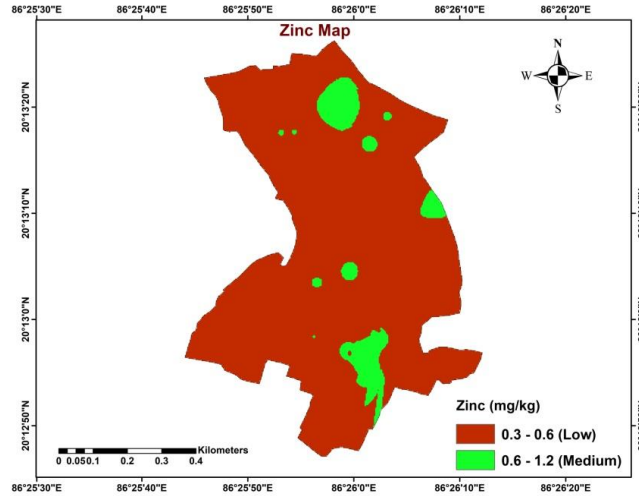 86°25'30"E 86°25'40"E 86°25'50"E 86°26'0"E 86°26'10"E 86°26'20"E
Zinc Map
N
W E
S
20°13'20"N
20°13'10"N
20°13'0"N
20°12'50"N
Zinc (mg/kg)
0.3 - 0.6 (Low)
0.6 - 1.2 (Medium)
Kilometers
0 0.05 0.1 0.2 0.3 0.4
86°25'30"E 86°25'40"E 86°25'50"E 86°26'0"E 86°26'10"E 86°26'20"E